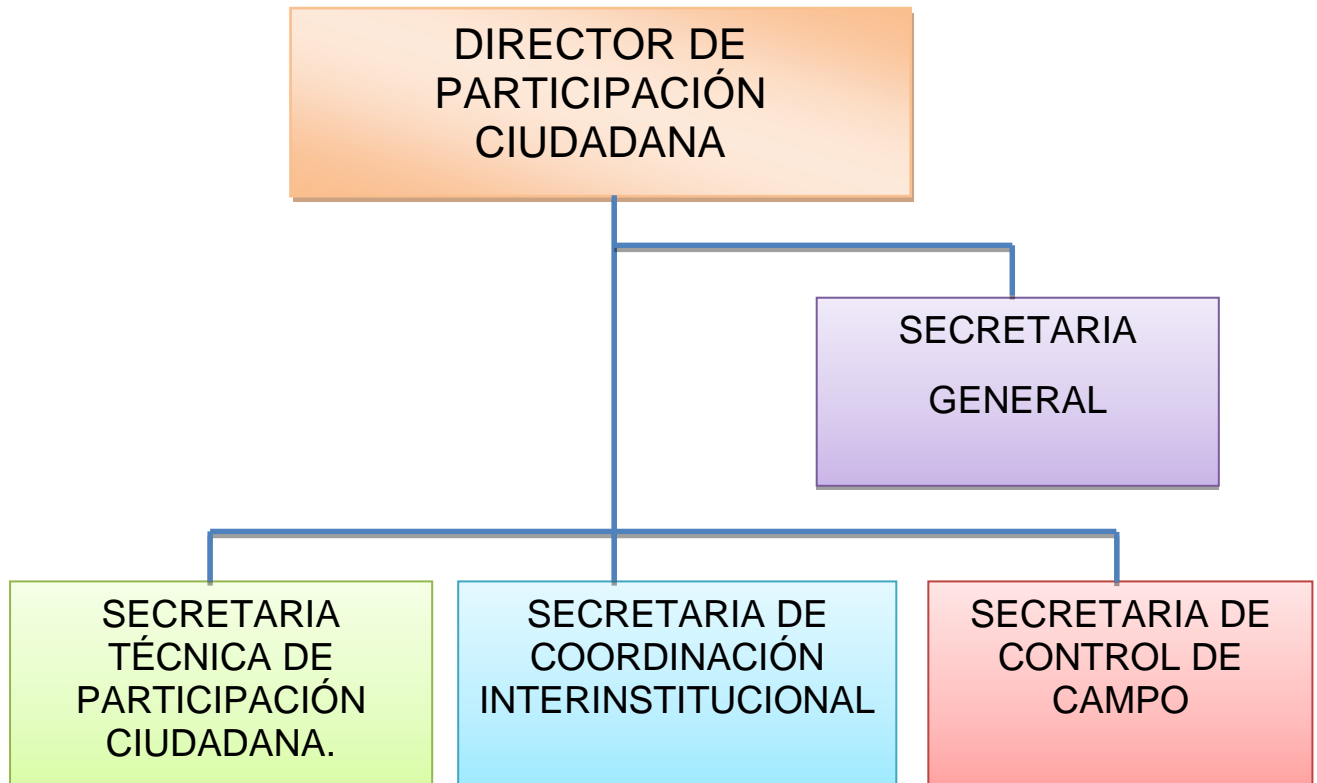 DIRECTOR DE
PARTICIPACIÓN
CIUDADANA
SECRETARIA
GENERAL
SECRETARIA
TÉCNICA DE
PARTICIPACIÓN
CIUDADANA.
SECRETARIA DE
COORDINACIÓN
INTERINSTITUCIONAL
SECRETARIA DE
CONTROL DE
CAMPO